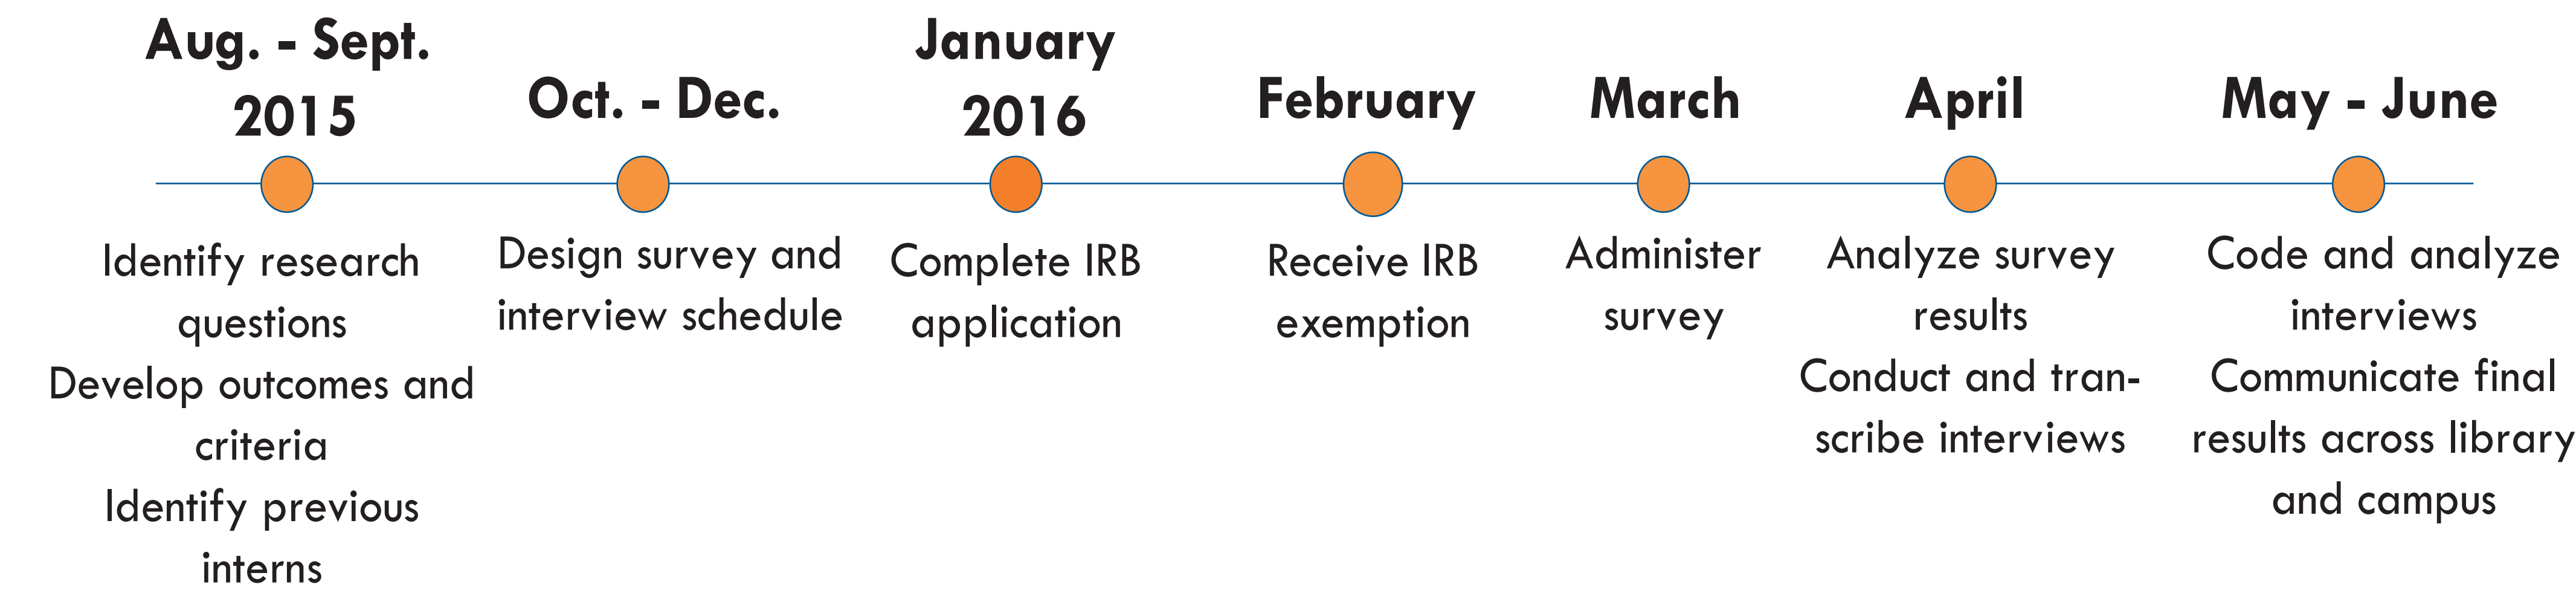 Aug. - Sept.
2015
Identify research
questions
Develop outcomes and
criteria
Identify previous
interns
Oct. - Dec.
Design survey and
interview schedule
January
2016
Complete IRB
application
February
Receive IRB
exemption
March
Administer
survey
April
Analyze survey
results
Conduct and tran-
scribe interviews
May - June
Code and analyze
interviews
Communicate final
results across library
and campus